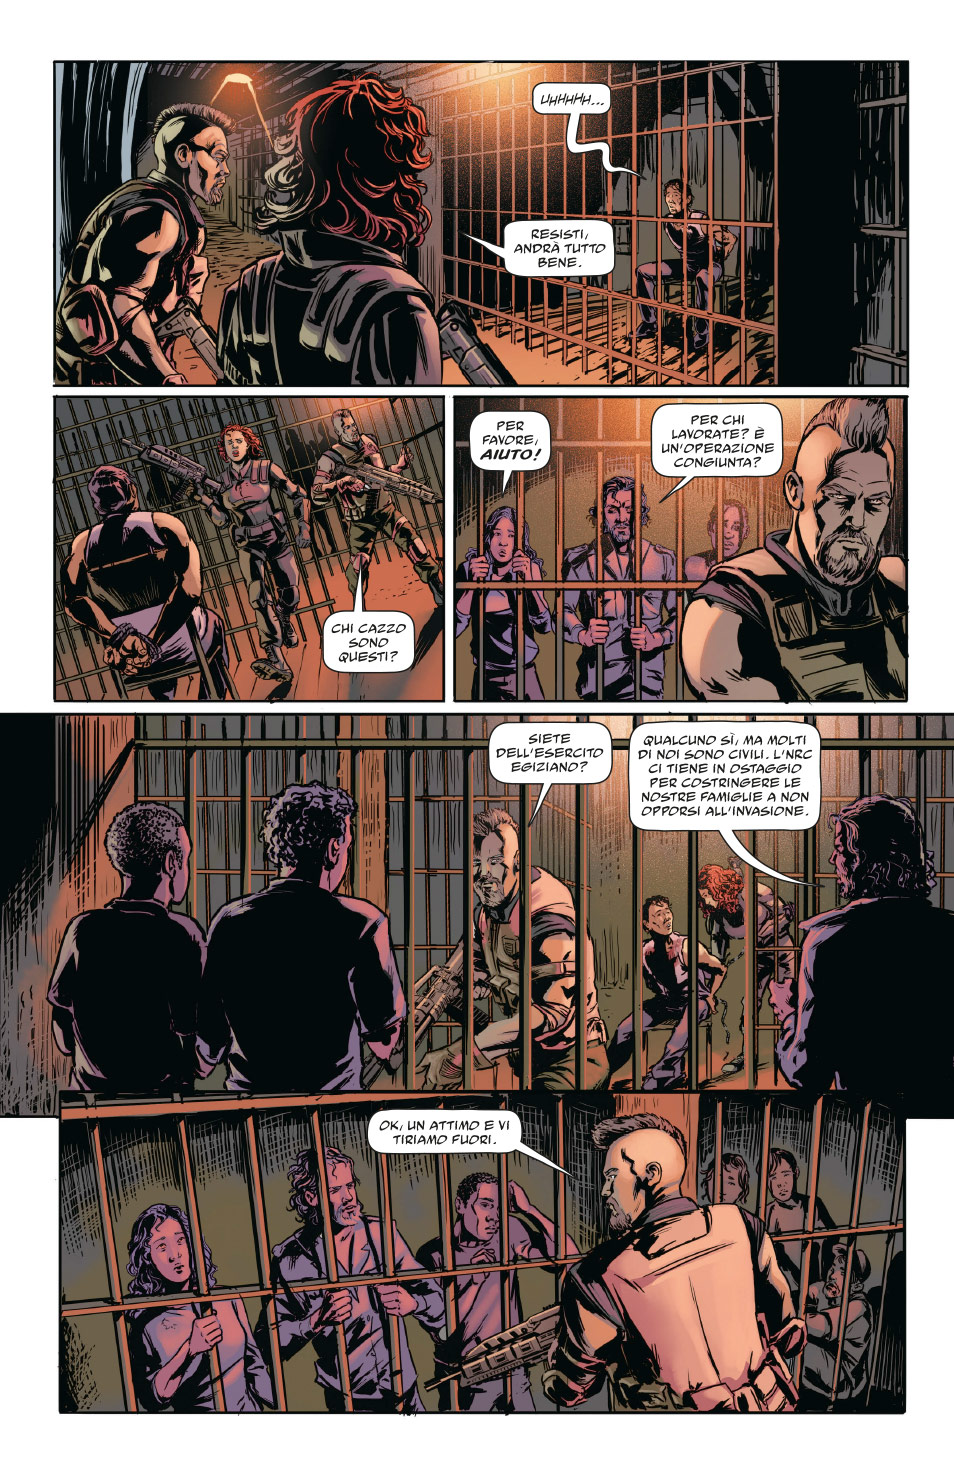 UHHHHH...
RESISTI,
ANDRÀ TUTTO
BENE.
CHI CAZZO
SONO
QUESTI?
PER
FAVORE,
AIUTO!
PER CHI
LAVORATE? È
UN'OPERAZIONE
CONGIUNTA?
SIETE
DELL'ESERCITO
EGIZIANO?
QUALCUNO SÌ, MA MOLTI
DI NOI SONO CIVILI. L'NRC
CI TIENE IN OSTAGGIO
PER COSTRINGERE LE
NOSTRE FAMIGLIE A NON
OPPORSI ALL'INVASIONE.
OK, UN ATTIMO E VI
TIRIAMO FUORI.